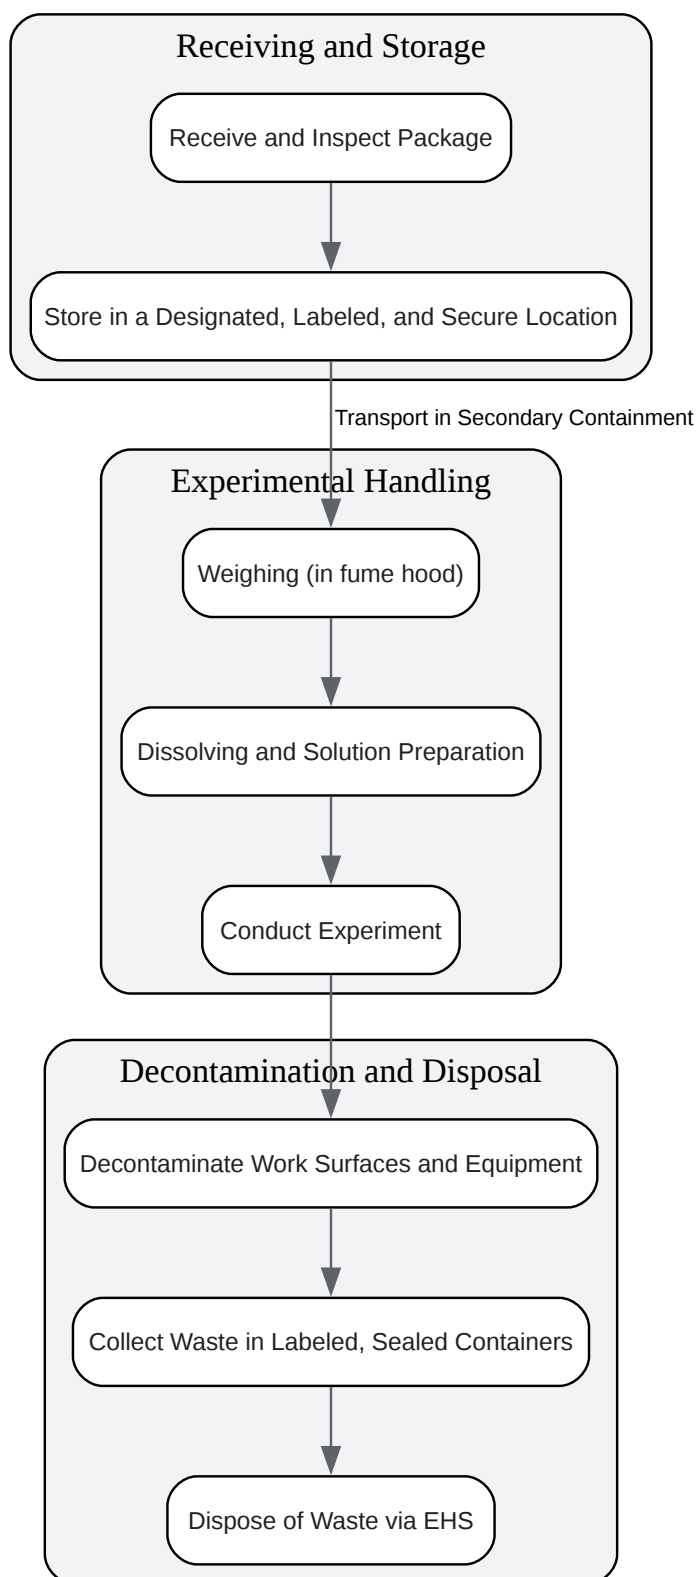 Receiving and Storage
Receive and Inspect Package
Store in a Designated, Labeled, and Secure Location
Transport in Secondary Containment
Experimental Handling
Weighing (in fume hood)
Dissolving and Solution Preparation
Conduct Experiment
Decontamination and Disposal
Decontaminate Work Surfaces and Equipment
Collect Waste in Labeled, Sealed Containers
Dispose of Waste via EHS